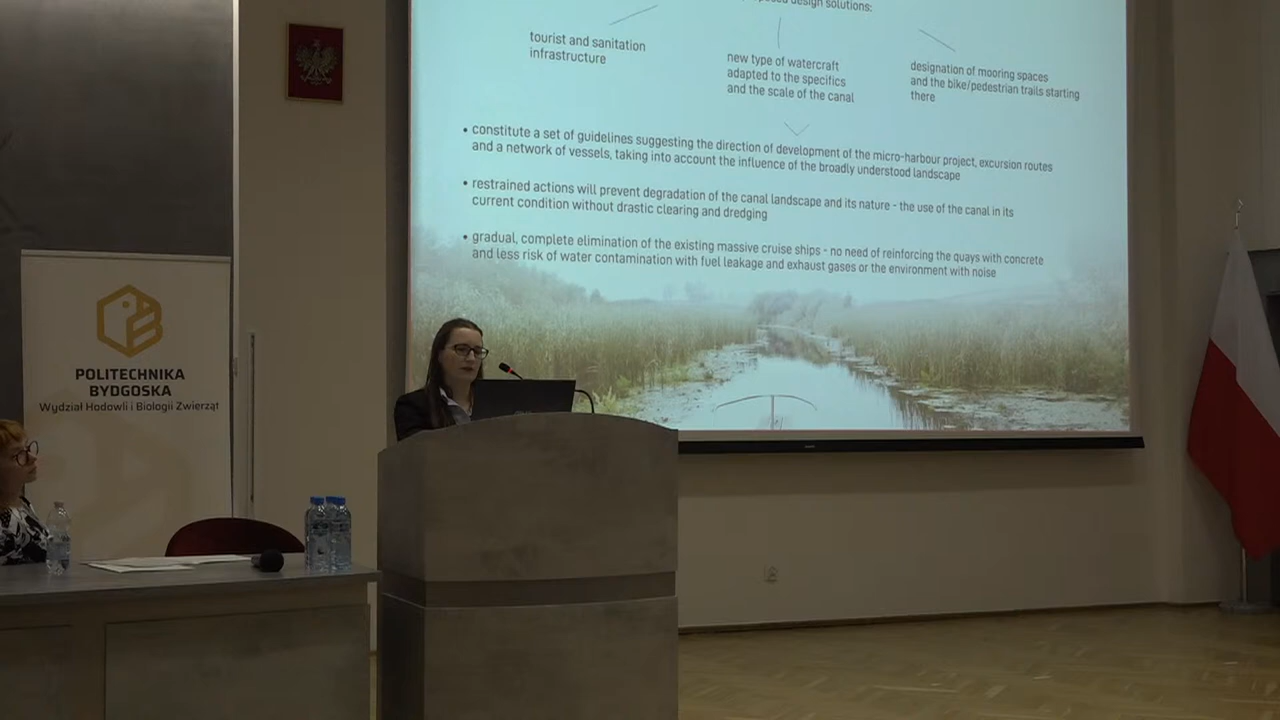 design solutions:
tourist and sanitation
infrastructure
new type of watercraft
adapted to the specifics
and the scale of the canal
designation of mooring spaces
and the bike/pedestrian trails starting
there
• constitute a set of guidelines suggesting the direction of development of the micro-harbour project, excursion routes
and a network of vessels, taking into account the influence of the broadly understood landscape
• restrained actions will prevent degradation of the canal landscape and its nature - the use of the canal in its
current condition without drastic clearing and dredging
• gradual, complete elimination of the existing massive cruise ships - no need of reinforcing the quays with concrete
and less risk of water contamination with fuel leakage and exhaust gases or the environment with noise
POLITECHNIKA
BYDGOSKA
Wydział Hodowli i Biologii Zwierząt